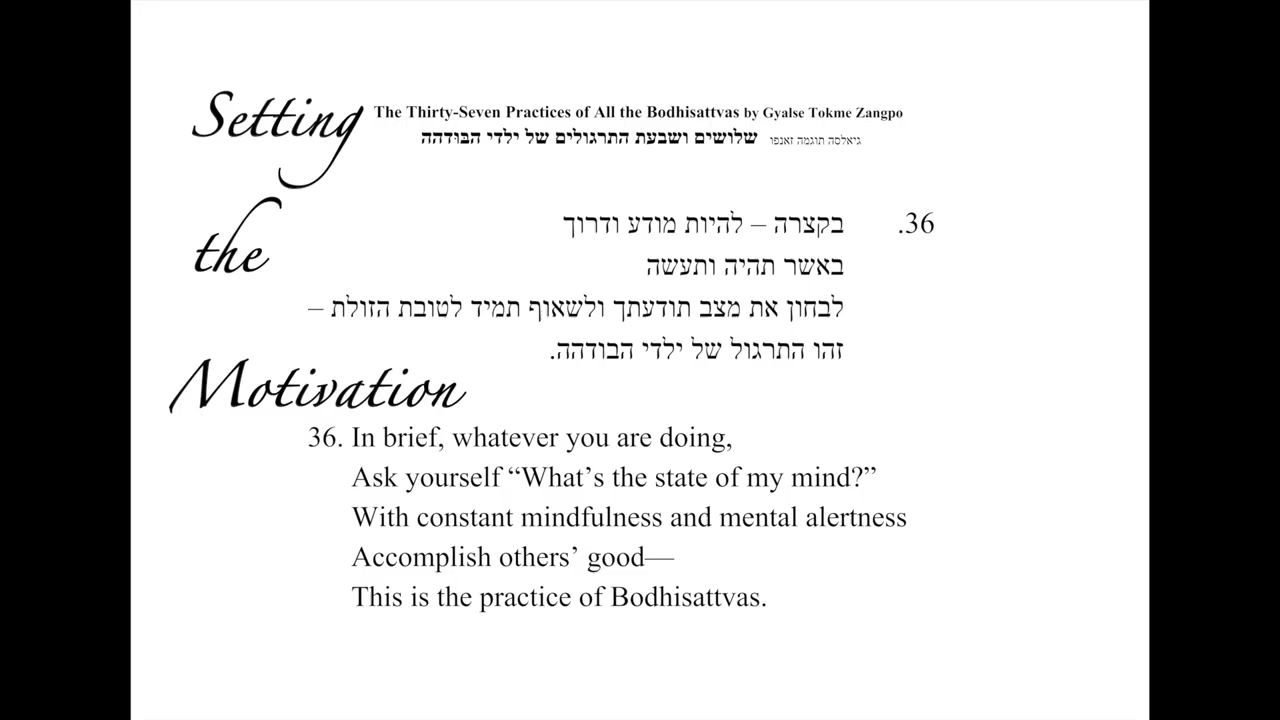 Setting
the
Motivation
The Thirty-Seven Practices of All the Bodhisattvas by Gyalse Tokme Zangpo
שלושים ושבעת התרגולים של ילדי הבּוּדהה גיאלסה תוגמה זאנפו
36. בקצרה – להיות מודע ודרוך
באשר תהיה ותעשה
לבחון את מצב תודעתך ולשאוף תמיד לטובת הזולת –
זהו התרגול של ילדי הבודהה.
36. In brief, whatever you are doing,
Ask yourself “What’s the state of my mind?”
With constant mindfulness and mental alertness
Accomplish others’ good—
This is the practice of Bodhisattvas.